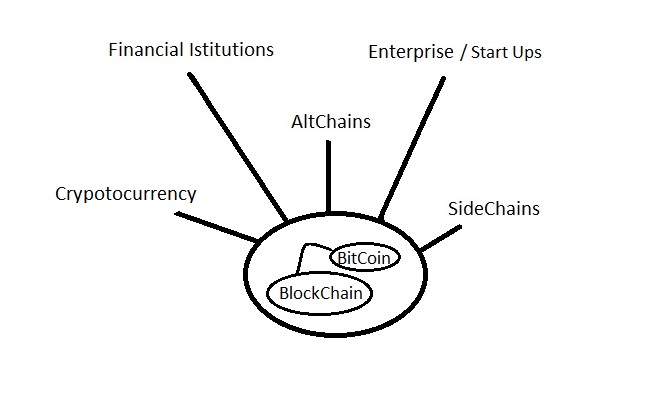 Financial Istitutions
Enterprise / Start Ups
AltChains
Crypotocurrency
SideChains
BitCoin
BlockChain